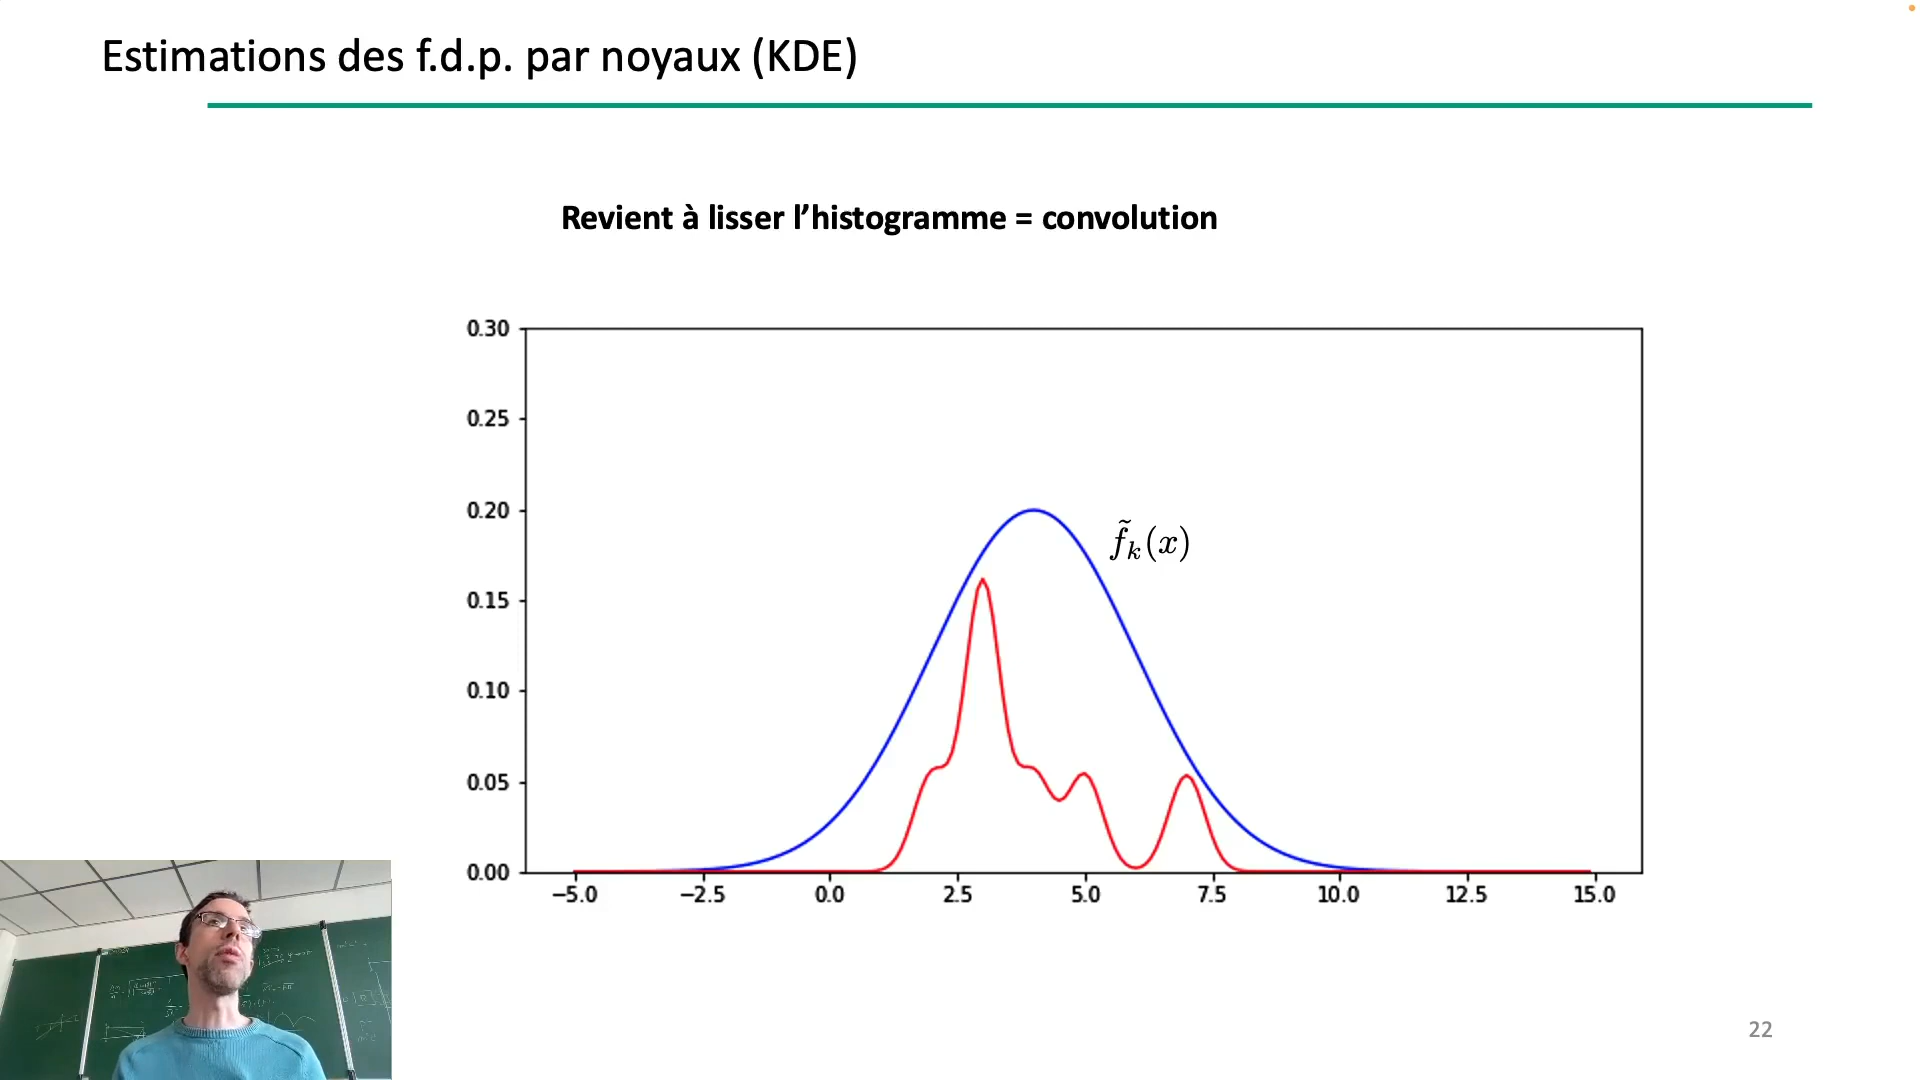 Estimations des f.d.p. par noyaux (KDE)
Revient à lisser l’histogramme = convolution
0.30
0.25
0.20
0.15
0.10
0.05
0.00
f̃ₖ(x)
−5.0 −2.5 0.0 2.5 5.0 7.5 10.0 12.5 15.0
22